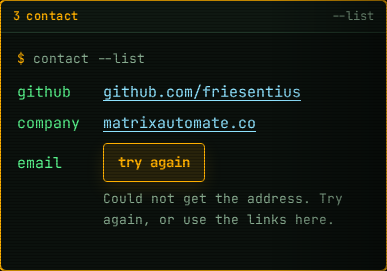 3 contact --list
$ contact --list
github github.com/friesentius
company matrixautomate.co
email try again
Could not get the address. Try
again, or use the links here.